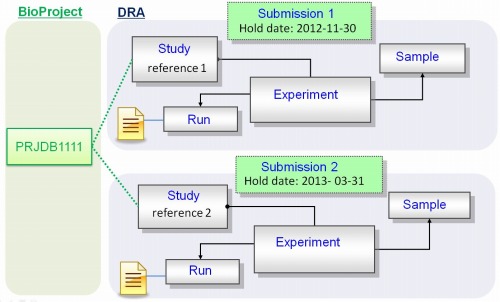 BioProject
DRA
Submission 1
Hold date: 2012-11-30
Study
reference 1
Sample
Experiment
Run
PRJDB1111
Submission 2
Hold date: 2013- 03-31
Study
reference 2
Sample
Experiment
Run